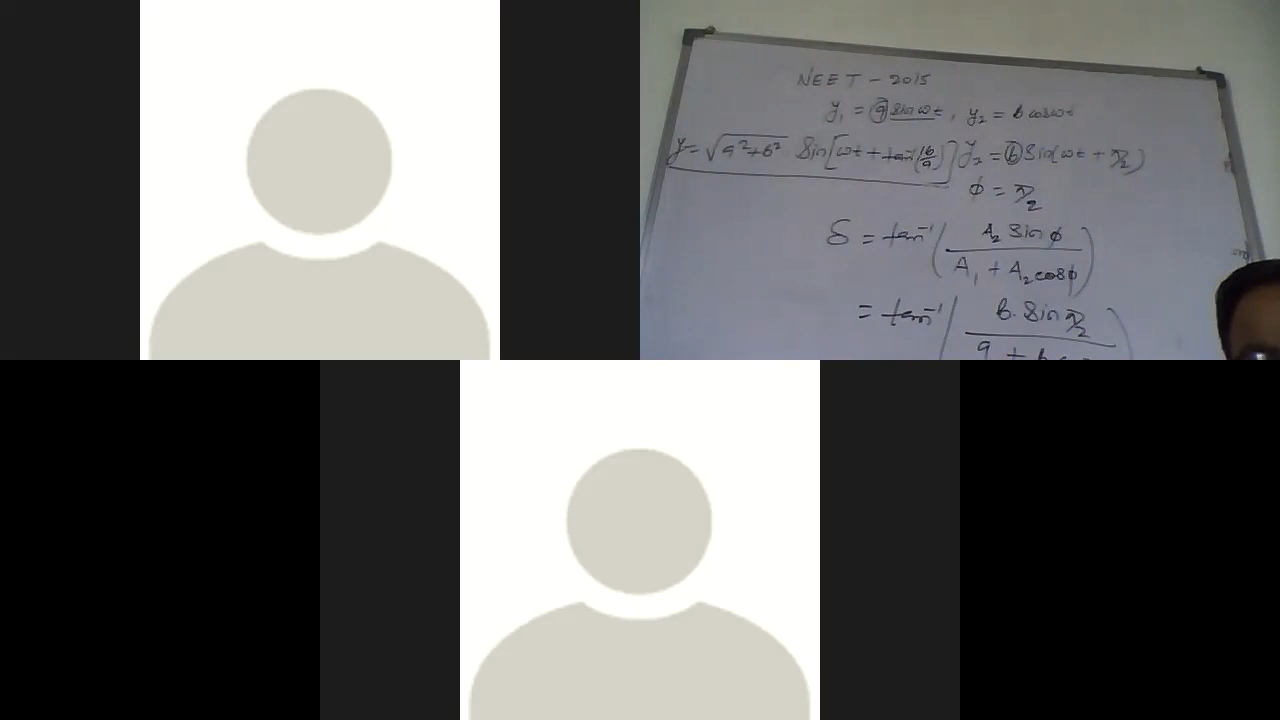 NEET - 2015
y₁ = a sin ωt, y₂ = b cos ωt
y = √a²+b² Sin[ωt + tan⁻¹(b/a)] y₂ = b Sin(ωt + π/2)
ϕ = π/2
δ = tan⁻¹(A₂ Sin ϕ / A₁ + A₂ cos ϕ)
= tan⁻¹(b. Sin π/2 / a + b